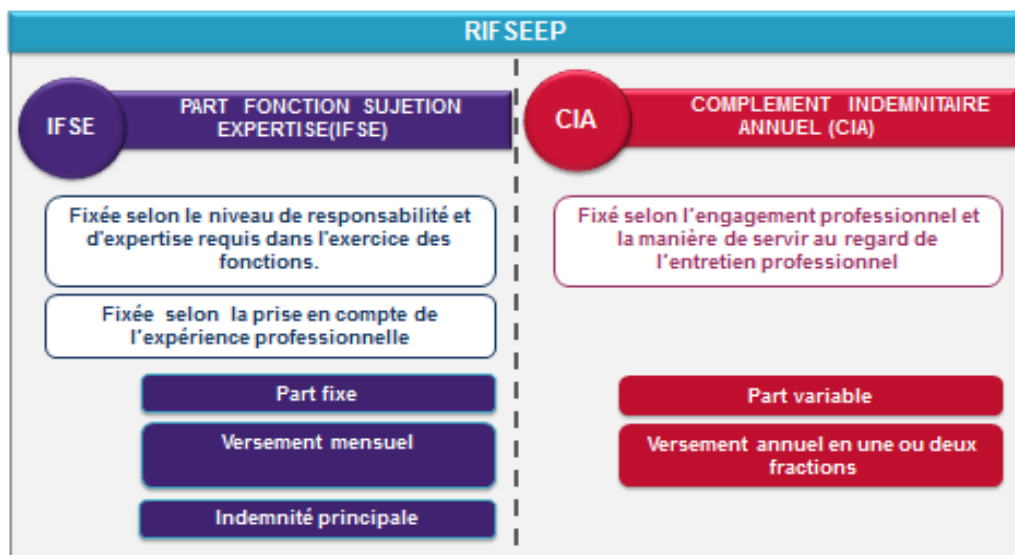 RIFSEEP
IFSE
PART FONCTION SUJETION
EXPERTISE(IFSE)
Fixée selon le niveau de responsabilité et
d'expertise requis dans l'exercice des
fonctions.
Fixée selon la prise en compte de
l'expérience professionnelle
Part fixe
Versement mensuel
Indemnité principale
CIA
COMPLEMENT INDEMNITAIRE
ANNUEL (CIA)
Fixé selon l'engagement professionnel et
la manière de servir au regard de
l'entretien professionnel
Part variable
Versement annuel en une ou deux
fractions